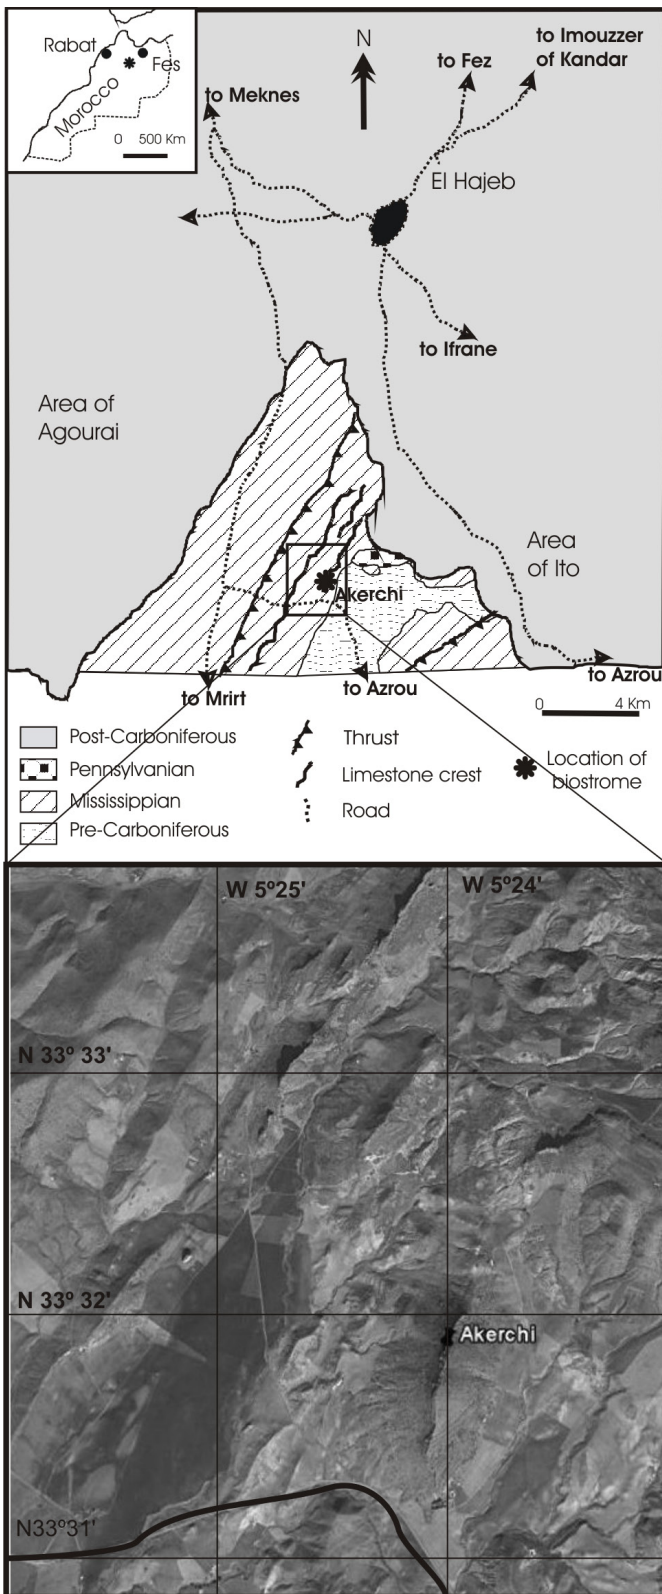 Rabat
Fes
Morocco
0 500 Km
N
to Imouzzer
of Kandar
to Fez
to Meknes
El Hajeb
to Ifrane
Area of
Agourai
Area
of Ito
Akerchi
to Mrirt
to Azrou
to Azrou
0 4 Km
Post-Carboniferous
Pennsylvanian
Mississippian
Pre-Carboniferous
Thrust
Limestone crest
Road
Location of
biostrome
W 5º25'
W 5º24'
N 33º 33'
N 33º 32'
Akerchi
N33º31'